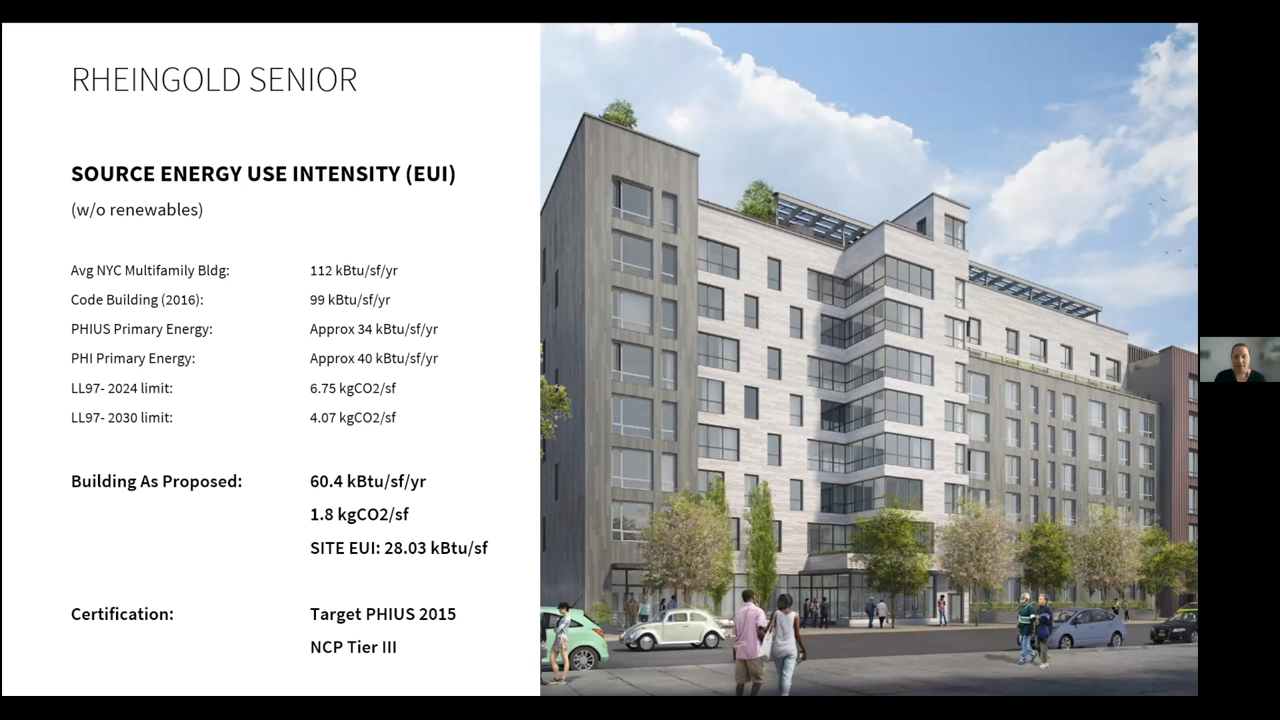 RHEINGOLD SENIOR
SOURCE ENERGY USE INTENSITY (EUI)
(w/o renewables)
Avg NYC Multifamily Bldg: 112 kBtu/sf/yr
Code Building (2016): 99 kBtu/sf/yr
PHIUS Primary Energy: Approx 34 kBtu/sf/yr
PHI Primary Energy: Approx 40 kBtu/sf/yr
LL97- 2024 limit: 6.75 kgCO2/sf
LL97- 2030 limit: 4.07 kgCO2/sf
Building As Proposed: 60.4 kBtu/sf/yr
1.8 kgCO2/sf
SITE EUI: 28.03 kBtu/sf
Certification: Target PHIUS 2015
NCP Tier III